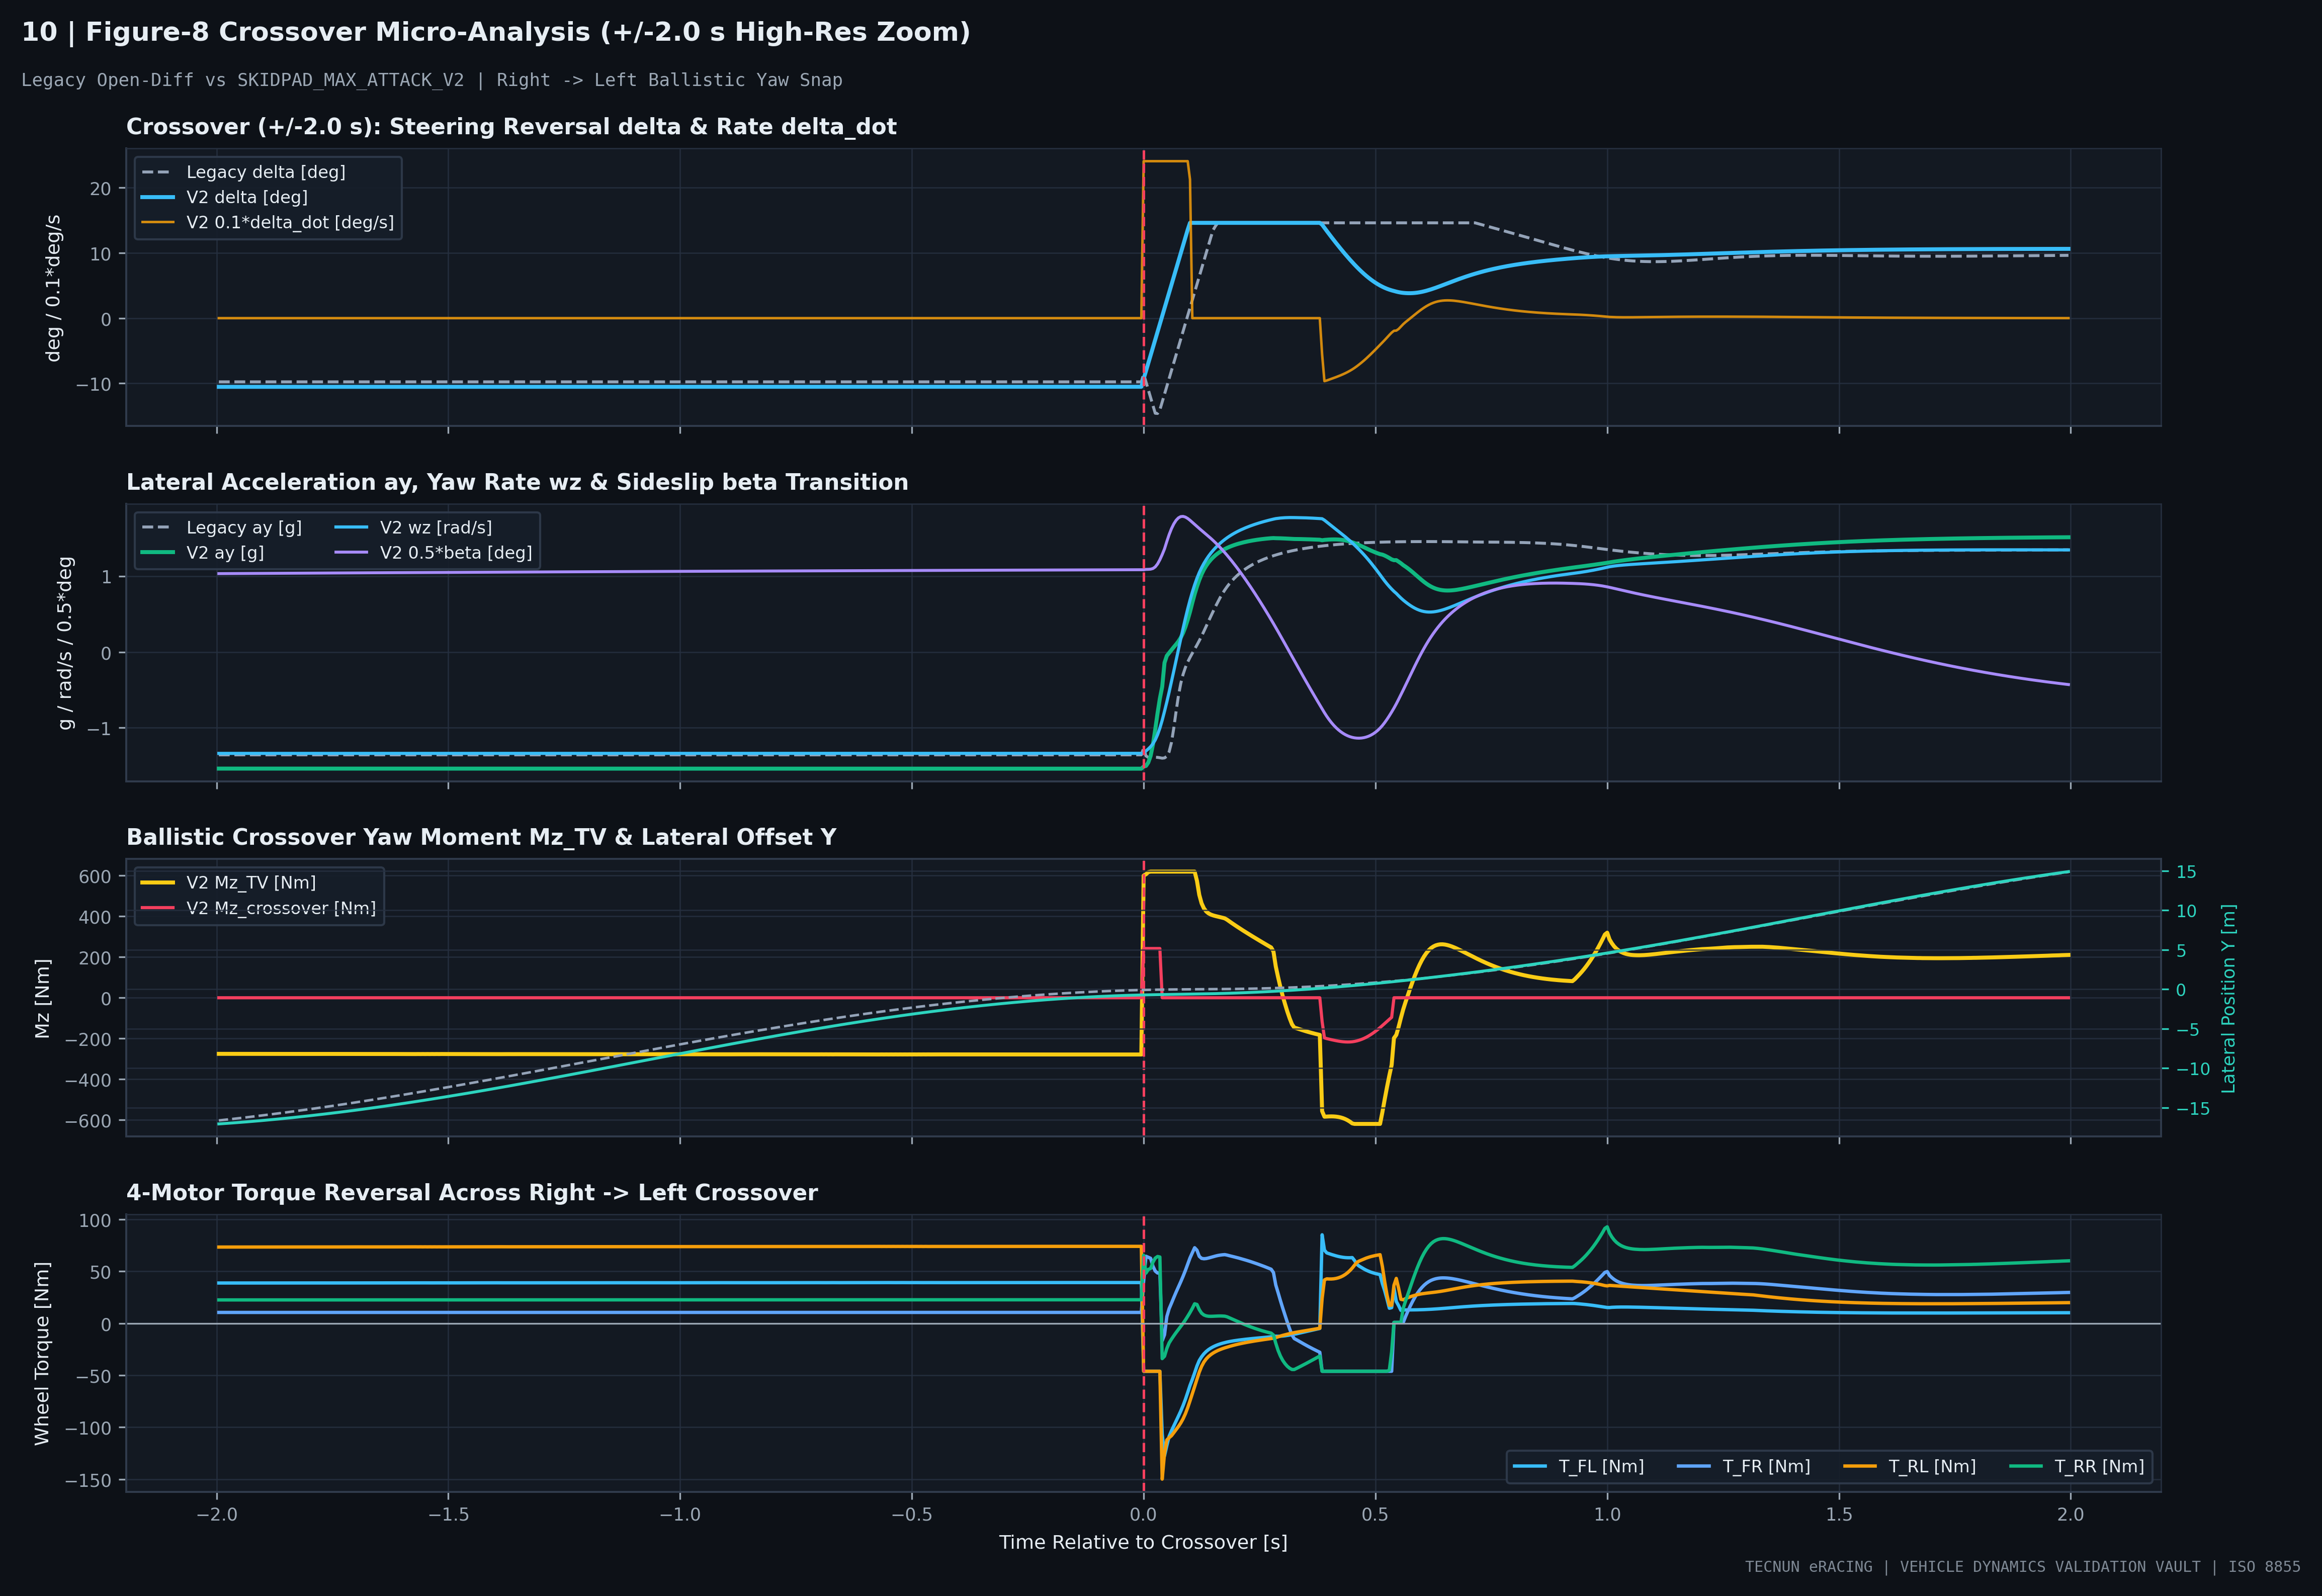 10 | Figure-8 Crossover Micro-Analysis (+/-2.0 s High-Res Zoom)
Legacy Open-Diff vs SKIDPAD_MAX_ATTACK_V2 | Right -> Left Ballistic Yaw Snap
Crossover (+/-2.0 s): Steering Reversal delta & Rate delta_dot
Legacy delta [deg]
V2 delta [deg]
V2 0.1*delta_dot [deg/s]
deg / 0.1*deg/s
20
10
0
−10
Lateral Acceleration ay, Yaw Rate wz & Sideslip beta Transition
Legacy ay [g]
V2 ay [g]
V2 wz [rad/s]
V2 0.5*beta [deg]
g / rad/s / 0.5*deg
1
0
−1
Ballistic Crossover Yaw Moment Mz_TV & Lateral Offset Y
V2 Mz_TV [Nm]
V2 Mz_crossover [Nm]
Mz [Nm]
600
400
200
0
−200
−400
−600
15
10
5
0
−5
−10
−15
Lateral Position Y [m]
4-Motor Torque Reversal Across Right -> Left Crossover
Wheel Torque [Nm]
100
50
0
−50
−100
−150
T_FL [Nm] T_FR [Nm] T_RL [Nm] T_RR [Nm]
−2.0 −1.5 −1.0 −0.5 0.0 0.5 1.0 1.5 2.0
Time Relative to Crossover [s]
TECNUN eRACING | VEHICLE DYNAMICS VALIDATION VAULT | ISO 8855